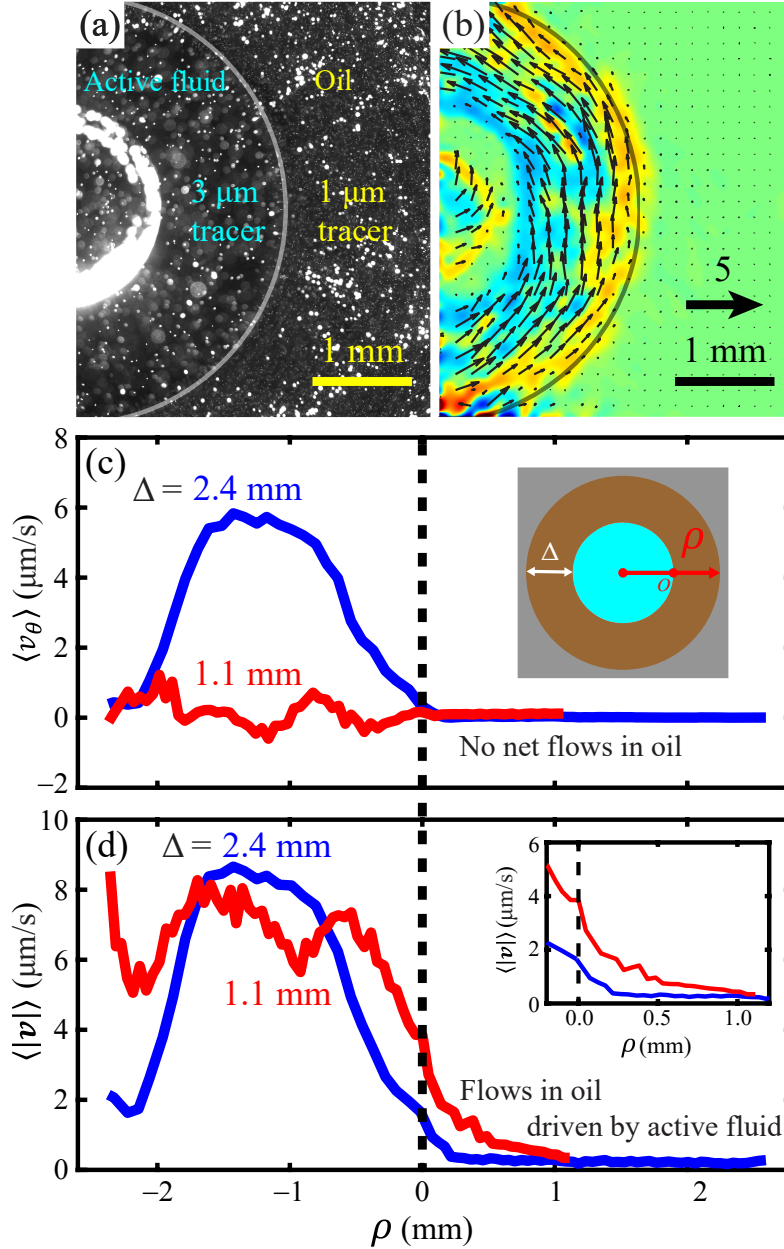 (a)
Active fluid
Oil
3 μm
tracer
1 μm
tracer
1 mm
(b)
5
1 mm
(c)
8
6
4
2
0
−2
⟨v_θ⟩ (μm/s)
Δ = 2.4 mm
1.1 mm
Δ
ρ
O
No net flows in oil
(d)
10
8
6
4
2
0
⟨|v|⟩ (μm/s)
Δ = 2.4 mm
1.1 mm
6
4
2
0
⟨|v|⟩ (μm/s)
0.0 0.5 1.0
ρ (mm)
Flows in oil
driven by active fluid
−2 −1 0 1 2
ρ (mm)